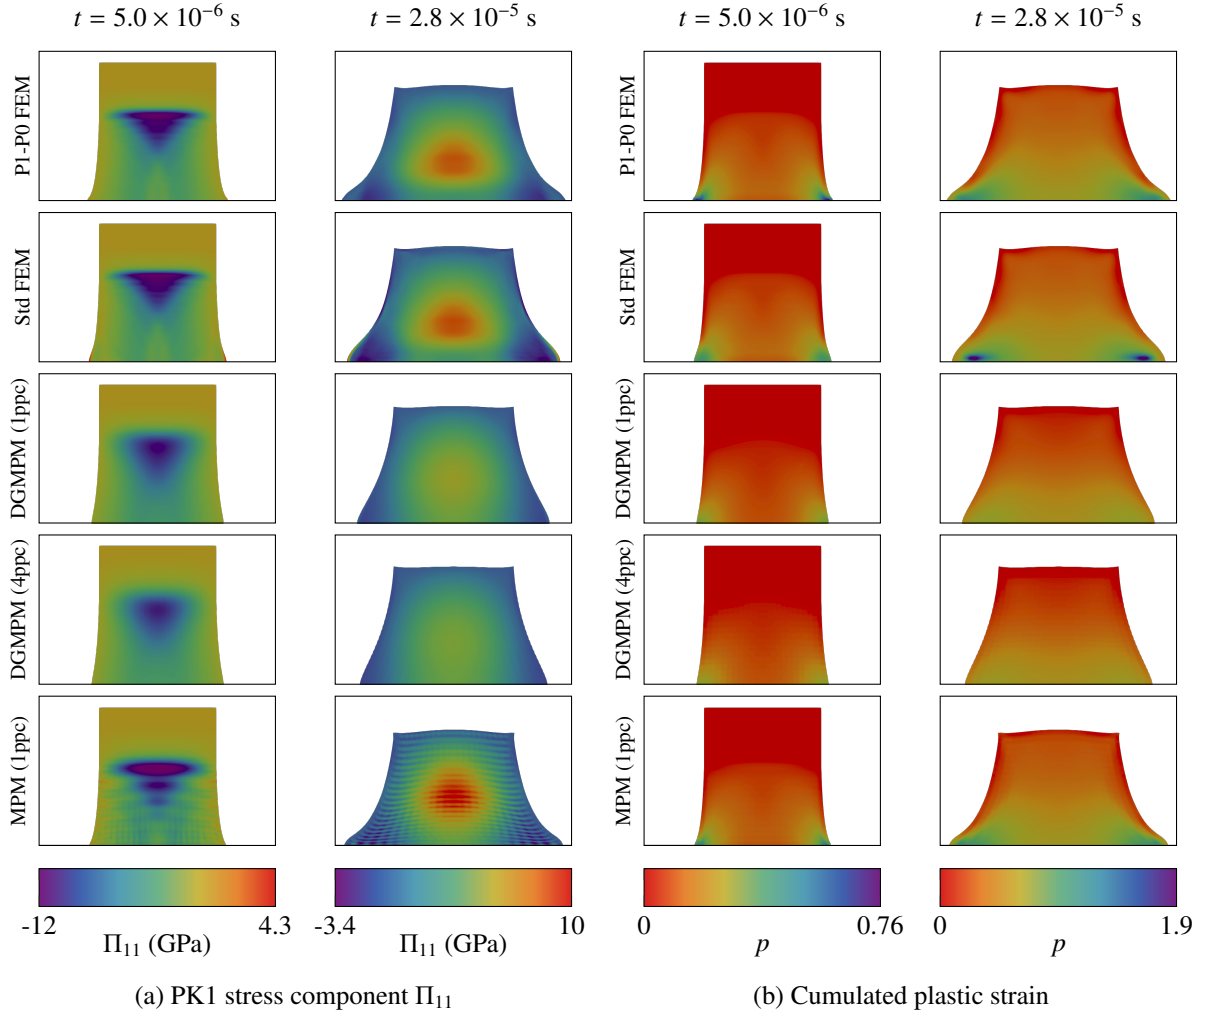 t = 5.0 × 10⁻⁶ s
t = 2.8 × 10⁻⁵ s
t = 5.0 × 10⁻⁶ s
t = 2.8 × 10⁻⁵ s
P1-P0 FEM
P1-P0 FEM
Std FEM
Std FEM
DGMPM (1ppc)
DGMPM (1ppc)
DGMPM (4ppc)
DGMPM (4ppc)
MPM (1ppc)
MPM (1ppc)
-12 4.3
Π₁₁ (GPa)
-3.4 10
Π₁₁ (GPa)
0 0.76
p
0 1.9
p
(a) PK1 stress component Π₁₁
(b) Cumulated plastic strain